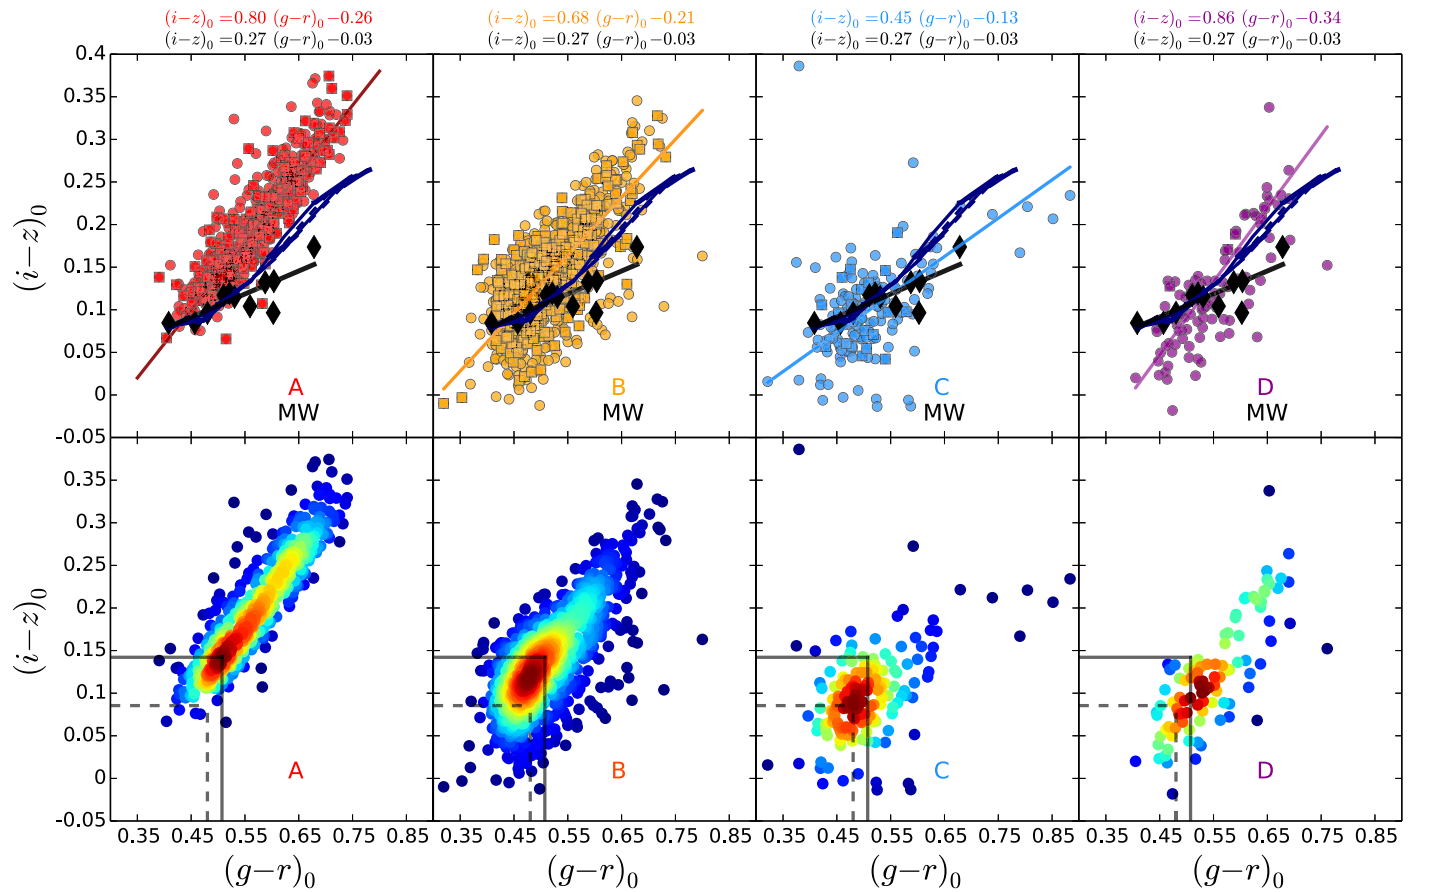 (i−z)₀ = 0.80 (g−r)₀ − 0.26
(i−z)₀ = 0.27 (g−r)₀ − 0.03
(i−z)₀ = 0.68 (g−r)₀ − 0.21
(i−z)₀ = 0.27 (g−r)₀ − 0.03
(i−z)₀ = 0.45 (g−r)₀ − 0.13
(i−z)₀ = 0.27 (g−r)₀ − 0.03
(i−z)₀ = 0.86 (g−r)₀ − 0.34
(i−z)₀ = 0.27 (g−r)₀ − 0.03
0.4
0.35
0.3
0.25
0.2
0.15
0.1
0.05
0
-0.05
(i−z)₀
A
MW
B
MW
C
MW
D
MW
0.35
0.3
0.25
0.2
0.15
0.1
0.05
0
-0.05
(i−z)₀
A
B
C
D
0.35 0.45 0.55 0.65 0.75 0.85
0.35 0.45 0.55 0.65 0.75 0.85
0.35 0.45 0.55 0.65 0.75 0.85
0.35 0.45 0.55 0.65 0.75 0.85
(g−r)₀
(g−r)₀
(g−r)₀
(g−r)₀